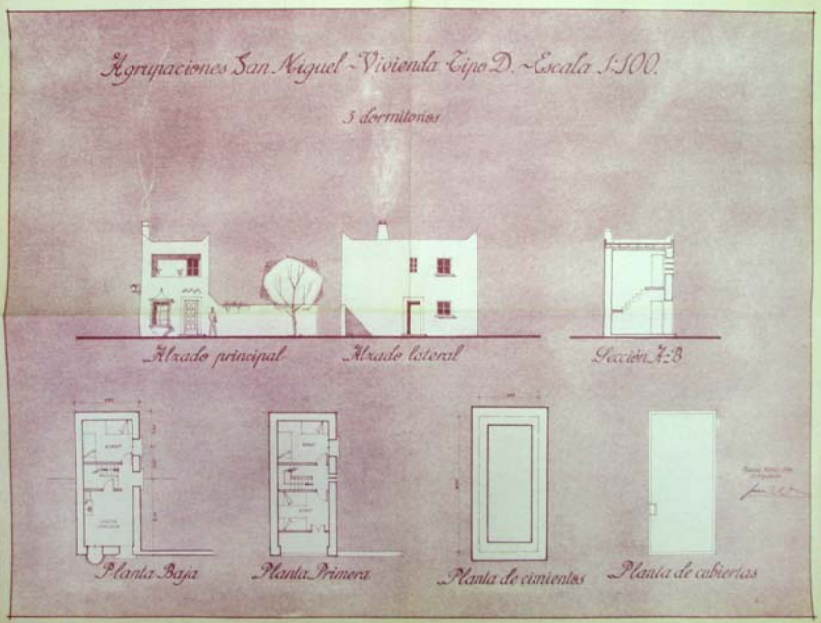 Agrupaciones San Miguel ~ Vivienda Tipo D. ~ Escala 1:100.
3 dormitorios
Alzado principal
Alzado lateral
Sección A-B
Planta Baja
Planta Primera
Planta de cimientos
Planta de cubiertas